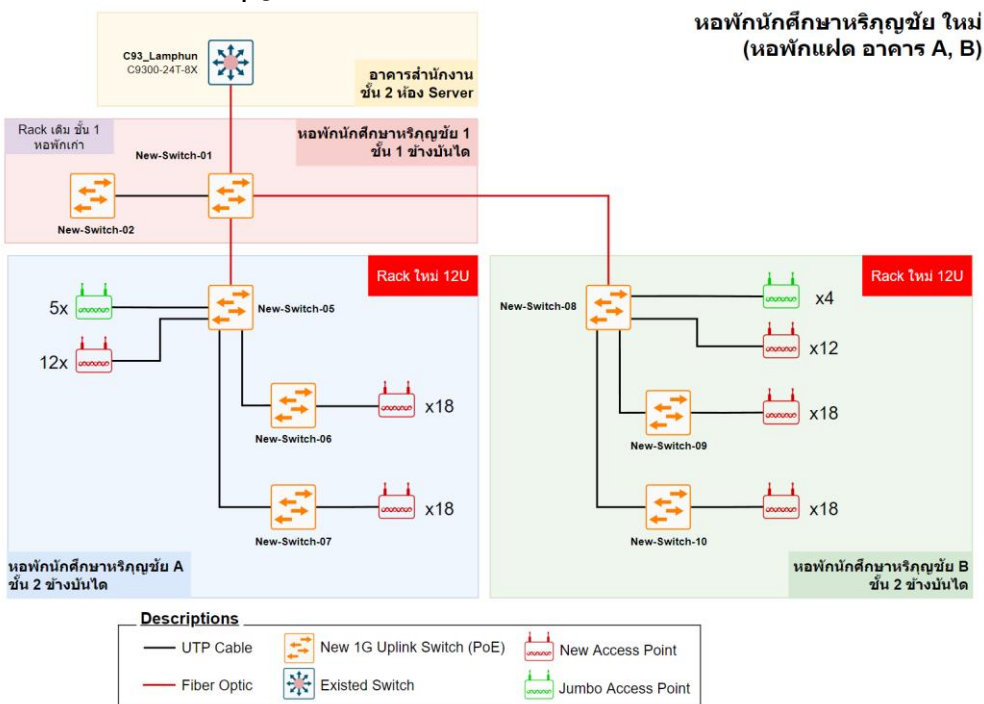 หอพักนักศึกษาหริภุญชัย ใหม่
(หอพักแฝด อาคาร A, B)
C93_Lamphun
C9300-24T-8X
อาคารสำนักงาน
ชั้น 2 ห้อง Server
Rack เดิม ชั้น 1
หอพักเก่า
New-Switch-01
หอพักนักศึกษาหริภุญชัย 1
ชั้น 1 ข้างบันได
New-Switch-02
Rack ใหม่ 12U
5x
New-Switch-05
12x
x18
New-Switch-06
x18
New-Switch-07
หอพักนักศึกษาหริภุญชัย A
ชั้น 2 ข้างบันได
Rack ใหม่ 12U
New-Switch-08
x4
x12
x18
New-Switch-09
x18
New-Switch-10
หอพักนักศึกษาหริภุญชัย B
ชั้น 2 ข้างบันได
Descriptions
UTP Cable
New 1G Uplink Switch (PoE)
New Access Point
Fiber Optic
Existed Switch
Jumbo Access Point